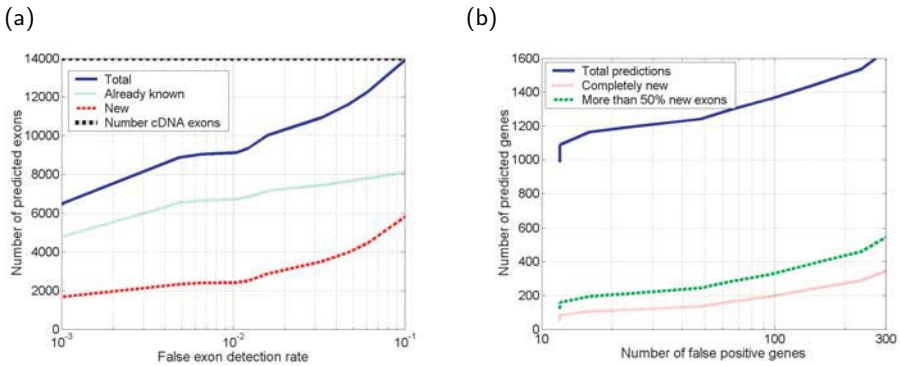 (a)
14000
12000
10000
8000
6000
4000
2000
0
Number of predicted exons
Total
Already known
New
Number cDNA exons
10^-3
10^-2
10^-1
False exon detection rate
(b)
1600
1400
1200
1000
800
600
400
200
0
Number of predicted genes
Total predictions
Completely new
More than 50% new exons
10
100
300
Number of false positive genes